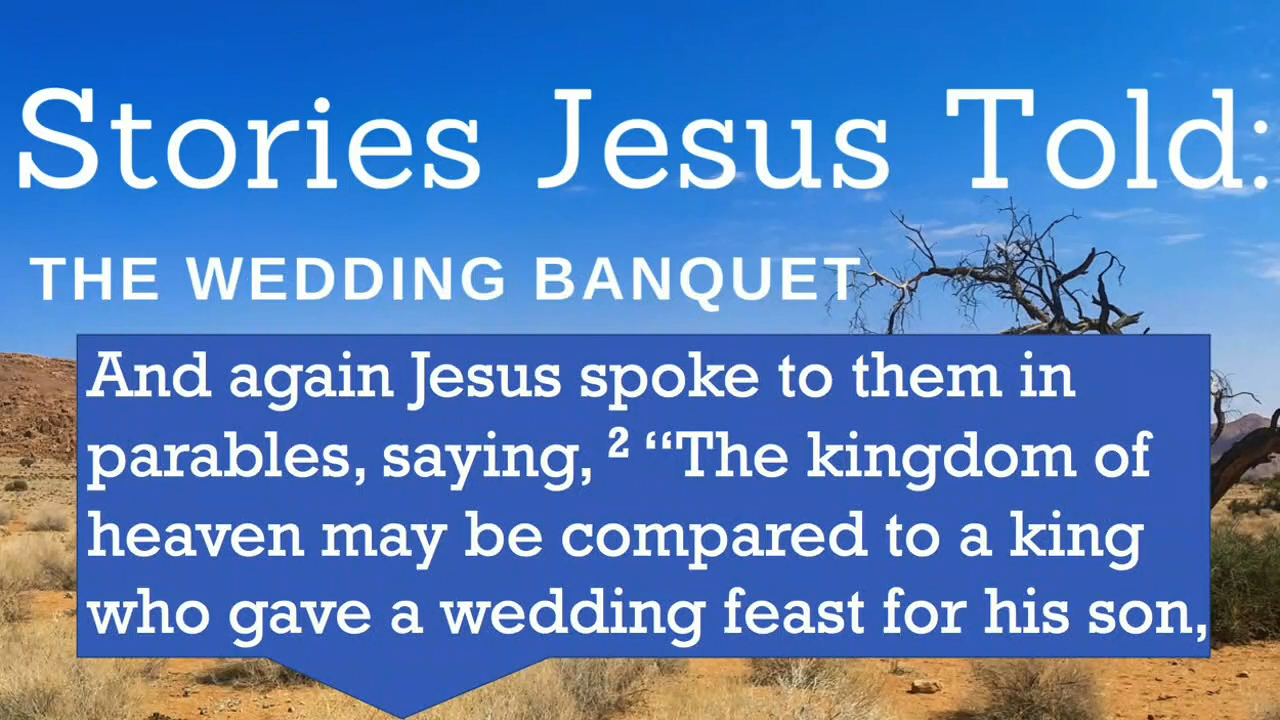 Stories Jesus Told:
THE WEDDING BANQUET
And again Jesus spoke to them in
parables, saying, ² “The kingdom of
heaven may be compared to a king
who gave a wedding feast for his son,